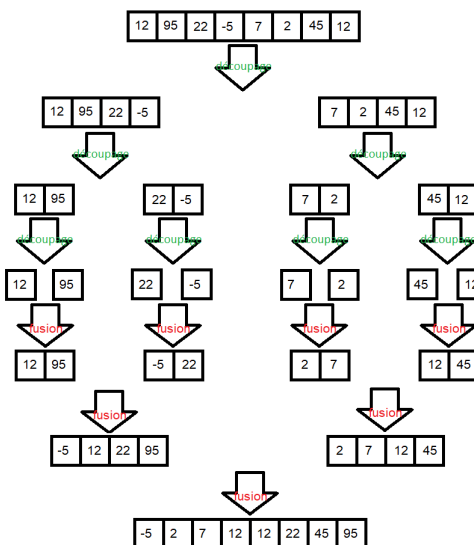 12 95 22 -5 7 2 45 12
découpage
12 95 22 -5 7 2 45 12
découpage découpage
12 95 22 -5 7 2 45 12
découpage découpage découpage découpage
12 95 22 -5 7 2 45 12
fusion fusion fusion fusion
12 95 -5 22 2 7 12 45
fusion fusion
-5 12 22 95 2 7 12 45
fusion
-5 2 7 12 12 22 45 95